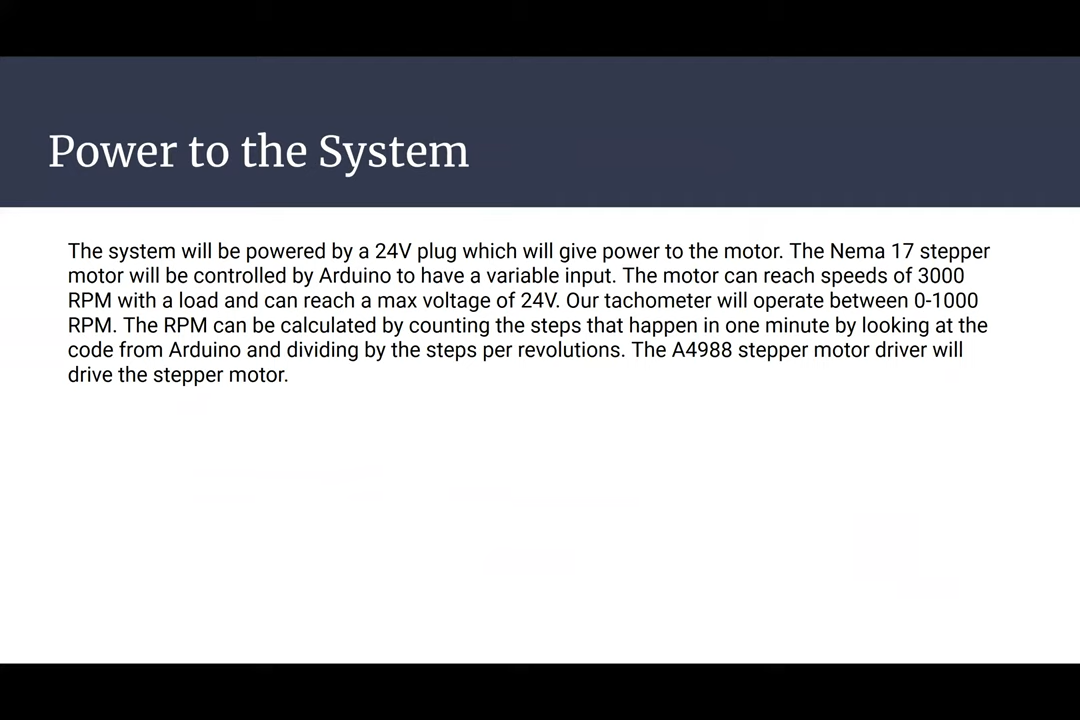 Power to the System
The system will be powered by a 24V plug which will give power to the motor. The Nema 17 stepper
motor will be controlled by Arduino to have a variable input. The motor can reach speeds of 3000
RPM with a load and can reach a max voltage of 24V. Our tachometer will operate between 0-1000
RPM. The RPM can be calculated by counting the steps that happen in one minute by looking at the
code from Arduino and dividing by the steps per revolutions. The A4988 stepper motor driver will
drive the stepper motor.